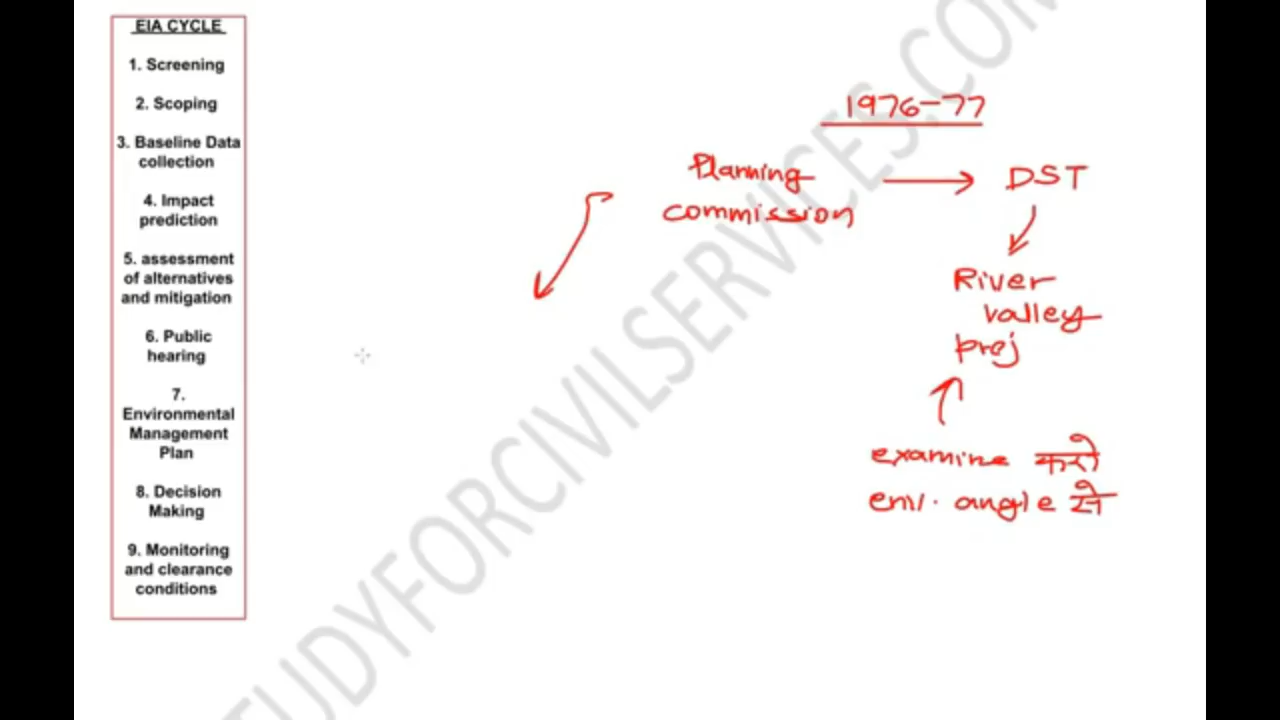 EIA CYCLE
1. Screening
2. Scoping
3. Baseline Data
collection
4. Impact
prediction
5. assessment
of alternatives
and mitigation
6. Public
hearing
7.
Environmental
Management
Plan
8. Decision
Making
9. Monitoring
and clearance
conditions
1976-77
Planning
commission
DST
River
valley
proj
examine करो
env. angle से
STUDYFORCIVILSERVICES.COM